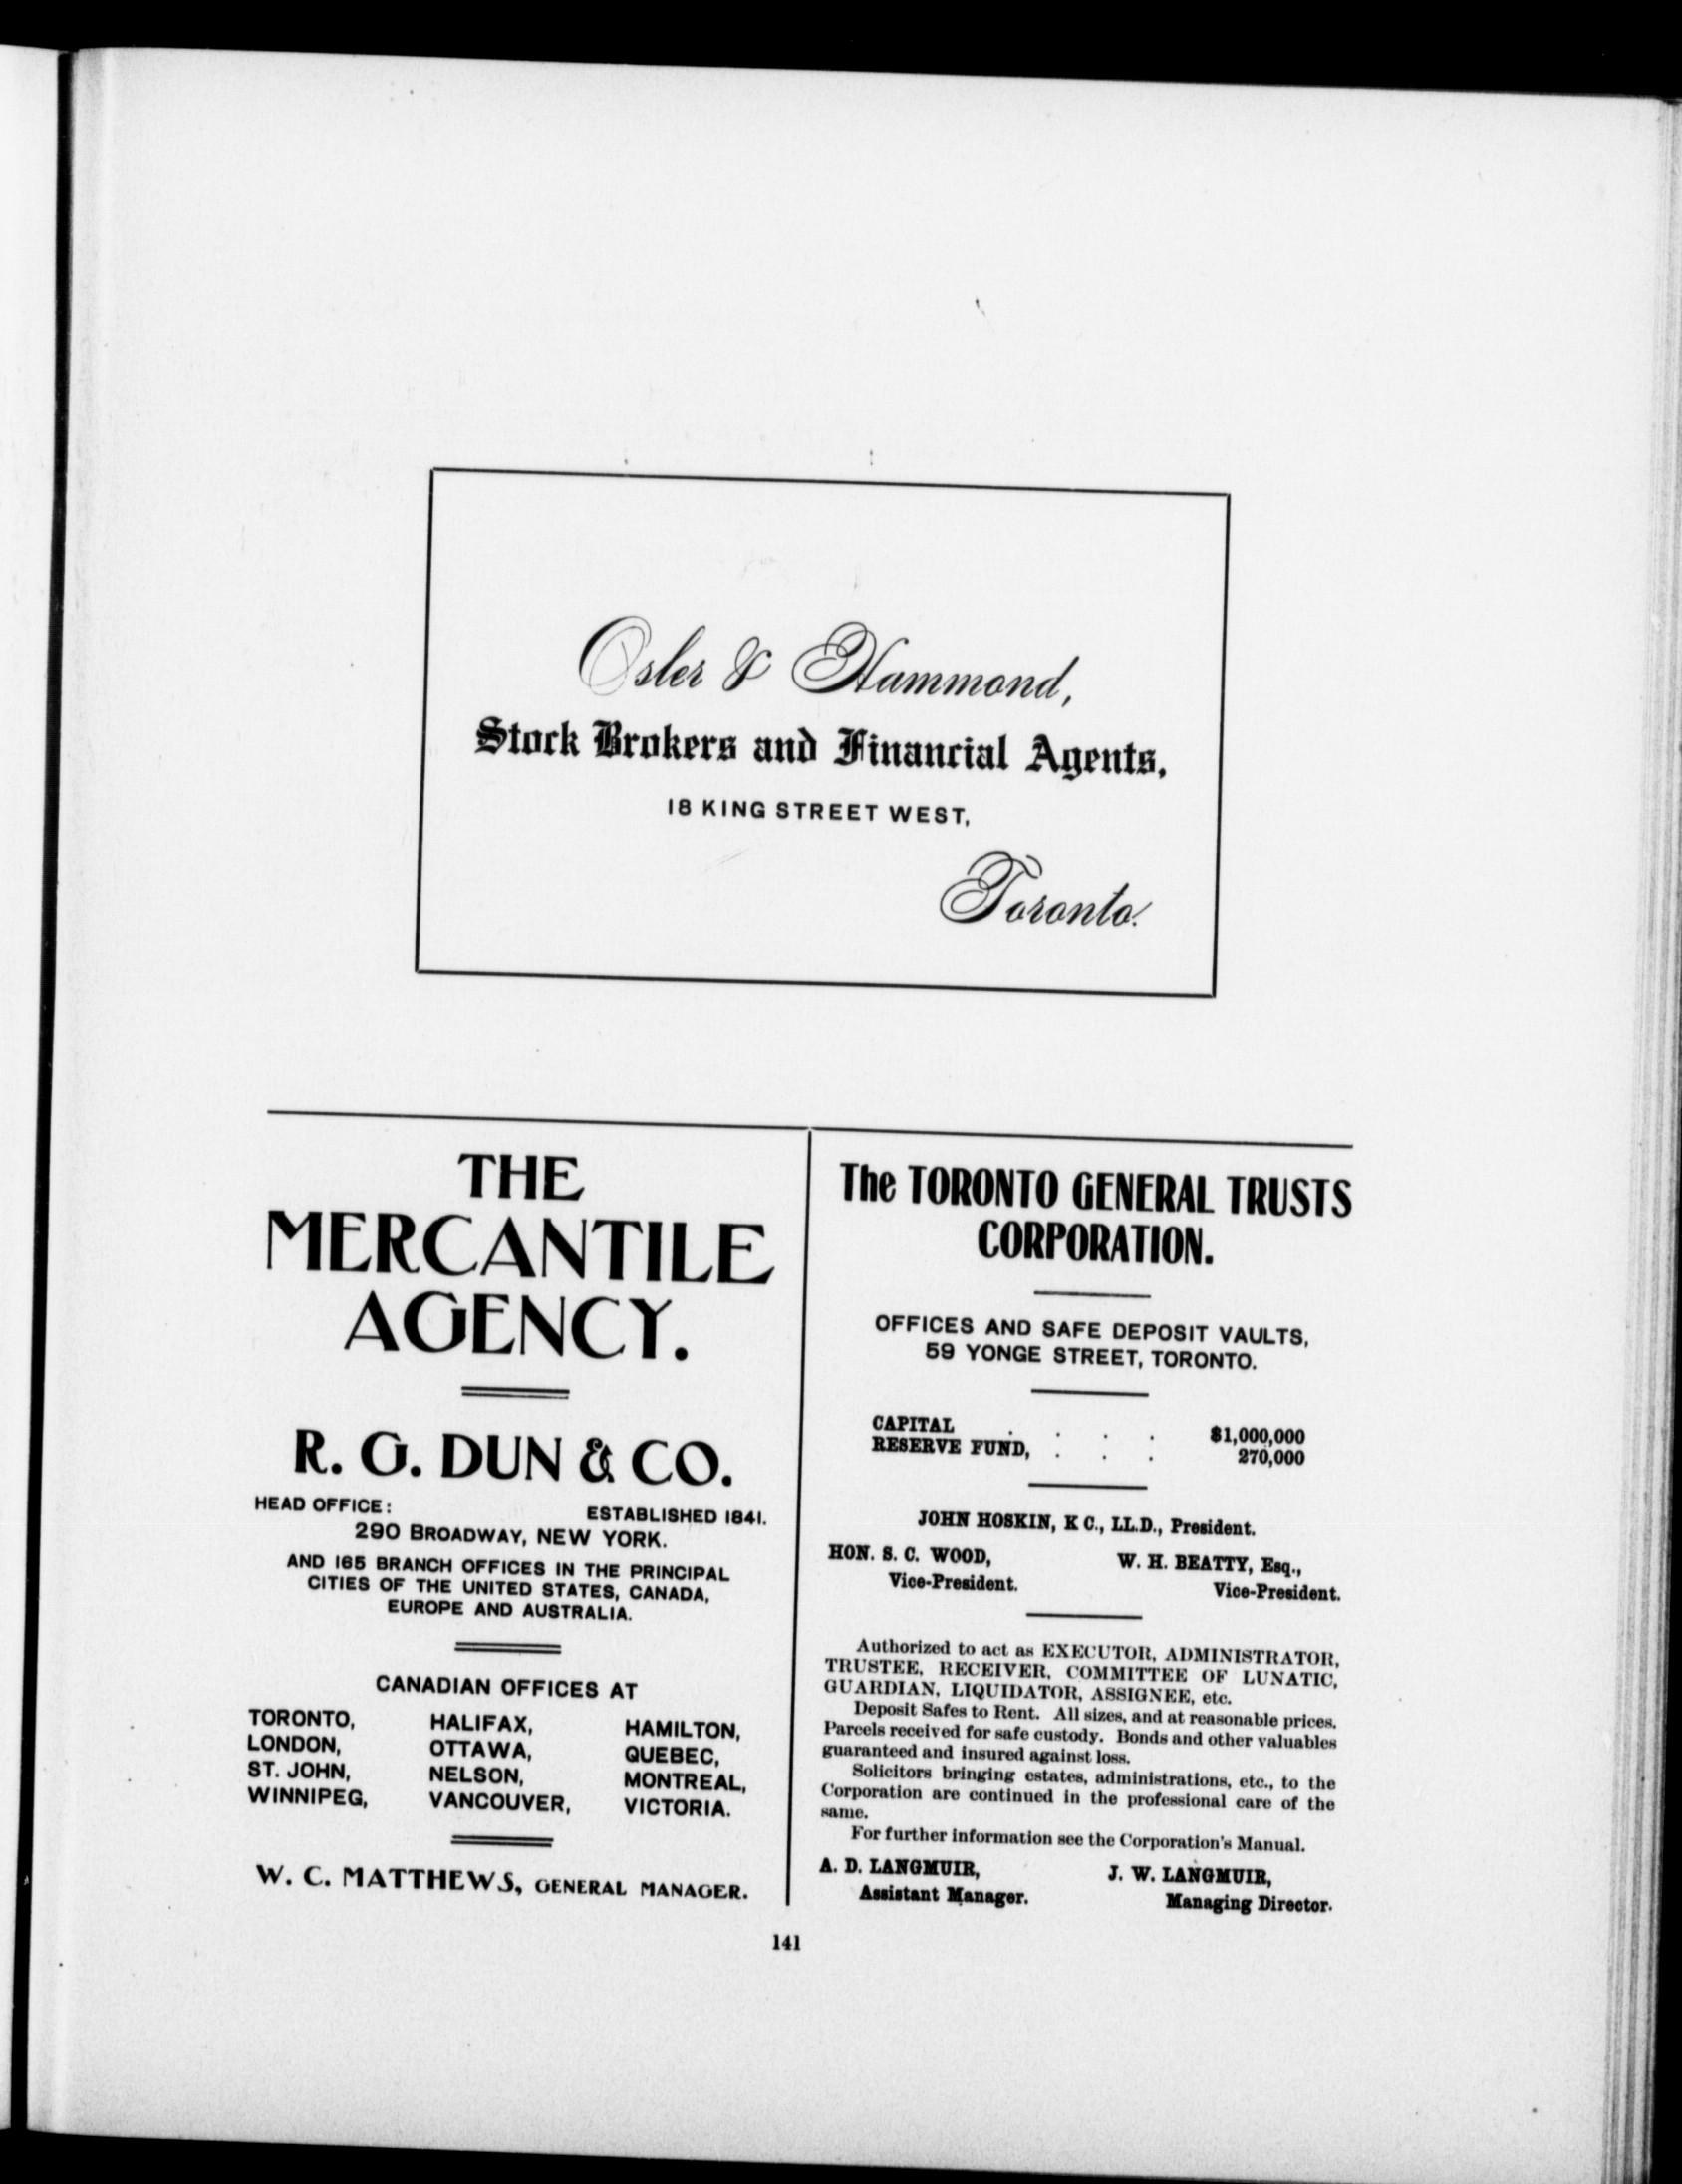 Osler & Hammond,
Stock Brokers and Financial Agents,
18 KING STREET WEST,
Toronto.
THE
MERCANTILE
AGENCY.
R. G. DUN & CO.
HEAD OFFICE: ESTABLISHED 1841.
290 BROADWAY, NEW YORK.
AND 165 BRANCH OFFICES IN THE PRINCIPAL
CITIES OF THE UNITED STATES, CANADA,
EUROPE AND AUSTRALIA.
CANADIAN OFFICES AT
TORONTO, HALIFAX, HAMILTON,
LONDON, OTTAWA, QUEBEC,
ST. JOHN, NELSON, MONTREAL,
WINNIPEG, VANCOUVER, VICTORIA.
W. C. MATTHEWS, GENERAL MANAGER.
The TORONTO GENERAL TRUSTS
CORPORATION.
OFFICES AND SAFE DEPOSIT VAULTS,
59 YONGE STREET, TORONTO.
CAPITAL . . . . $1,000,000
RESERVE FUND, . . . 270,000
JOHN HOSKIN, K C., LL.D., President.
HON. S. C. WOOD, W. H. BEATTY, Esq.,
Vice-President. Vice-President.
Authorized to act as EXECUTOR, ADMINISTRATOR,
TRUSTEE, RECEIVER, COMMITTEE OF LUNATIC,
GUARDIAN, LIQUIDATOR, ASSIGNEE, etc.
Deposit Safes to Rent. All sizes, and at reasonable prices.
Parcels received for safe custody. Bonds and other valuables
guaranteed and insured against loss.
Solicitors bringing estates, administrations, etc., to the
Corporation are continued in the professional care of the
same.
For further information see the Corporation's Manual.
A. D. LANGMUIR, J. W. LANGMUIR,
Assistant Manager. Managing Director.
141